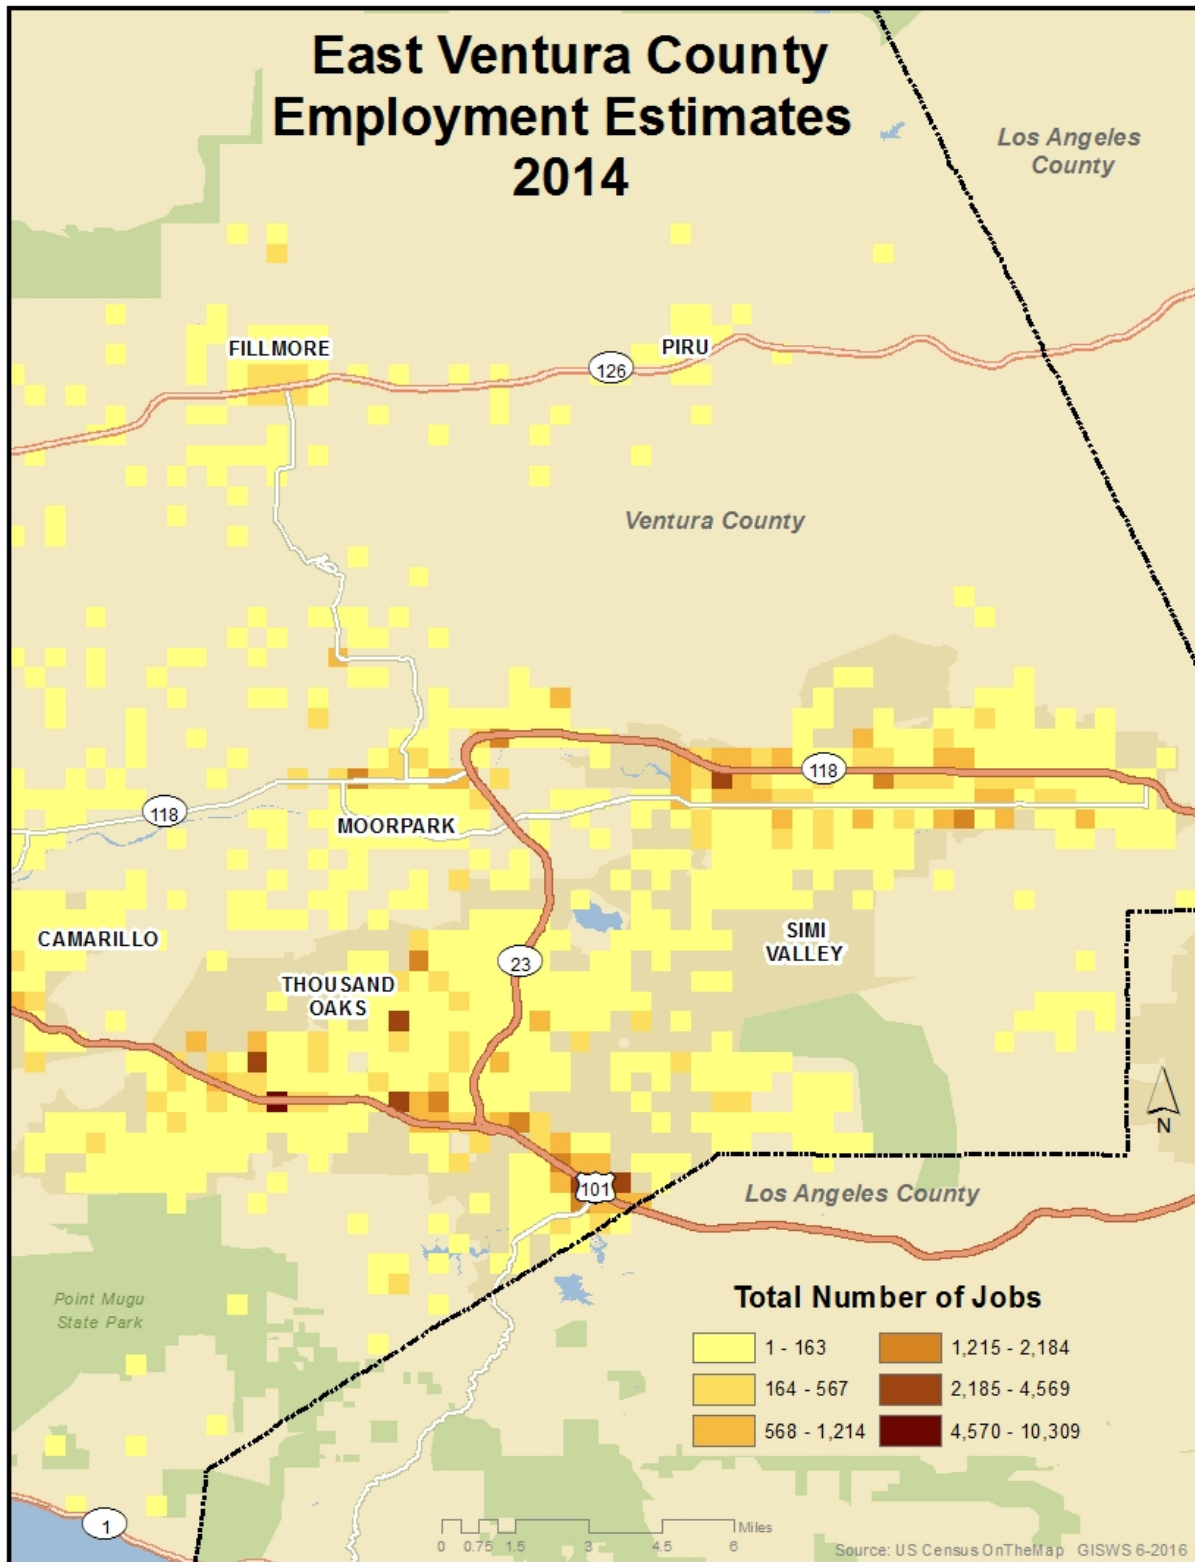 East Ventura County
Employment Estimates
2014
Los Angeles
County
FILLMORE
PIRU
126
Ventura County
118
118
MOORPARK
CAMARILLO
SIMI
VALLEY
23
THOUSAND
OAKS
N
101
Los Angeles County
Point Mugu
State Park
Total Number of Jobs
1 - 163
1,215 - 2,184
164 - 567
2,185 - 4,569
568 - 1,214
4,570 - 10,309
1
Miles
0 0.75 1.5 3 4.5 6
Source: US Census OnTheMap GISWS 6-2016